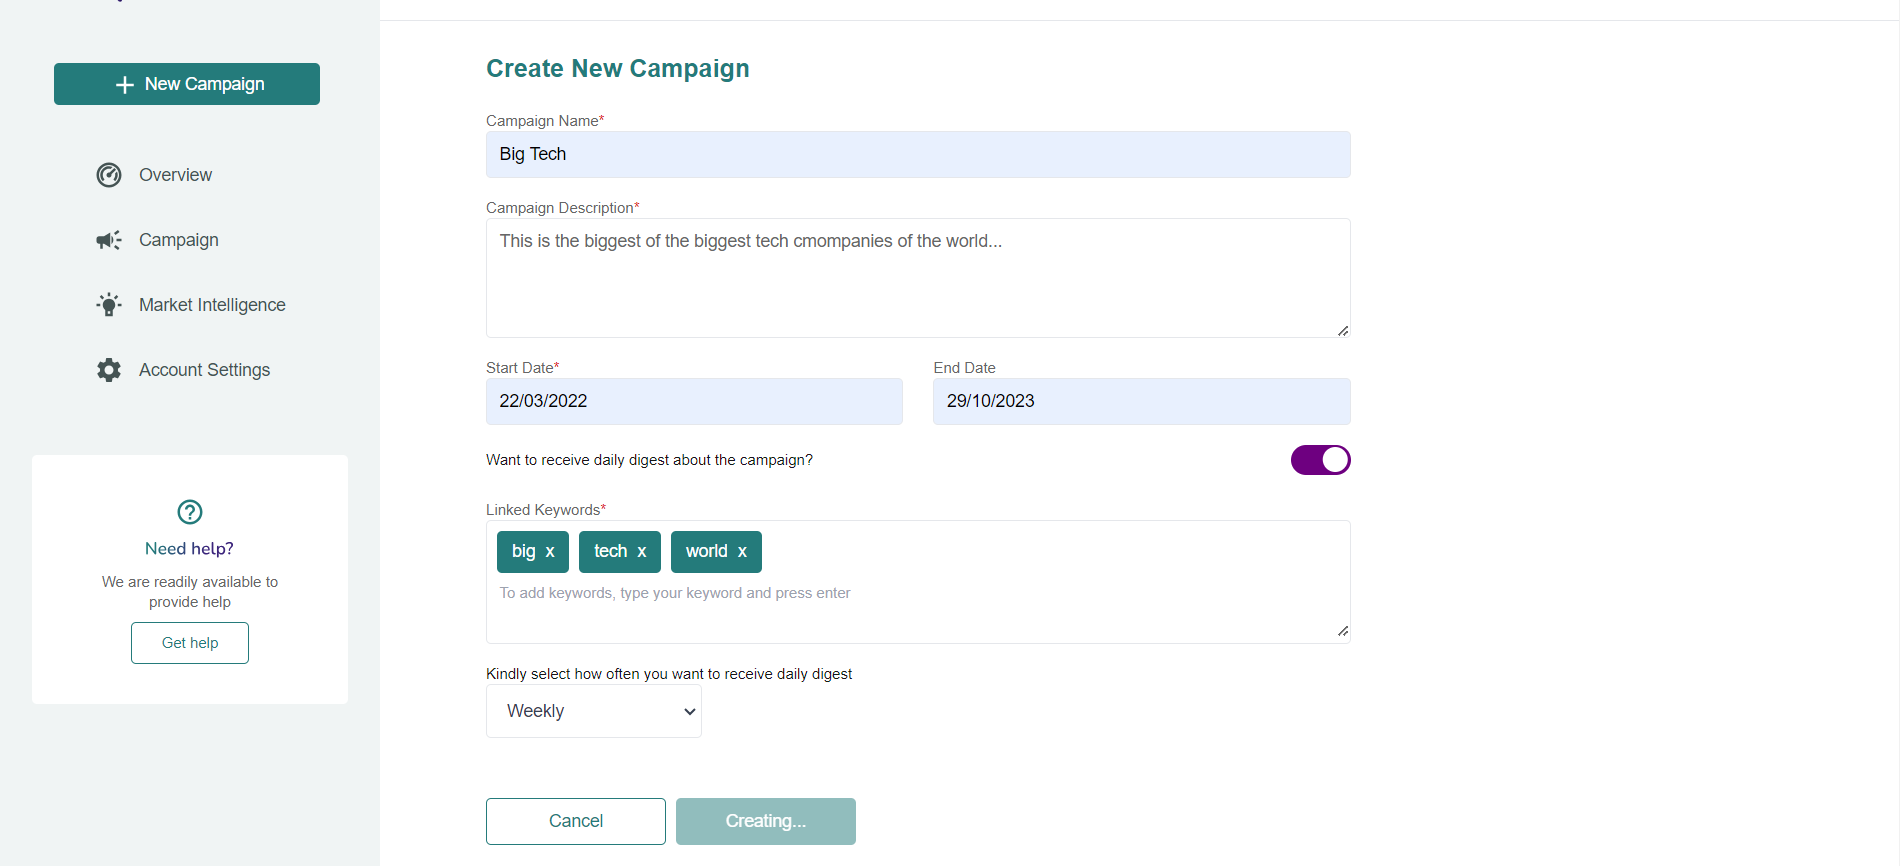 New Campaign
Overview
Campaign
Market Intelligence
Account Settings
Need help?
We are readily available to
provide help
Get help
Create New Campaign
Campaign Name*
Big Tech
Campaign Description*
This is the biggest of the biggest tech cmompanies of the world...
Start Date*
End Date
22/03/2022
29/10/2023
Want to receive daily digest about the campaign?
Linked Keywords*
big x tech x world x
To add keywords, type your keyword and press enter
Kindly select how often you want to receive daily digest
Weekly
Cancel
Creating...